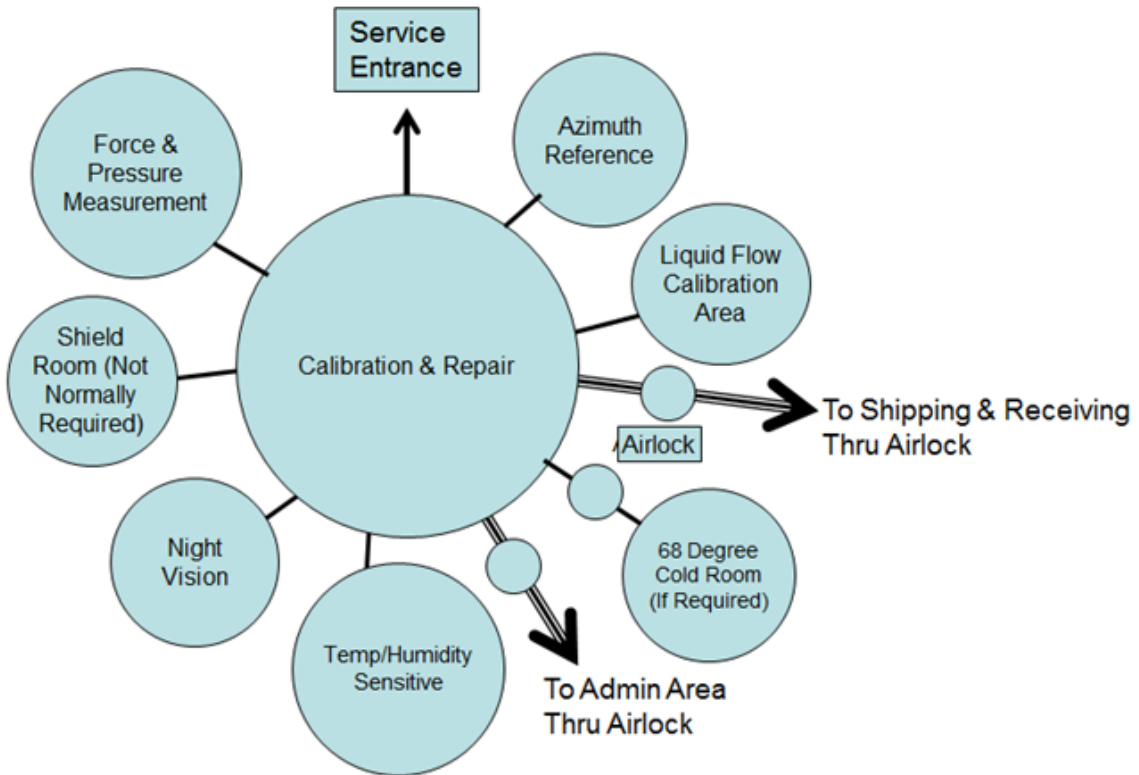 Service
Entrance
Force &
Pressure
Measurement
Azimuth
Reference
Liquid Flow
Calibration
Area
Shield
Room (Not
Normally
Required)
Calibration & Repair
To Shipping & Receiving
Thru Airlock
Airlock
Night
Vision
68 Degree
Cold Room
(If Required)
Temp/Humidity
Sensitive
To Admin Area
Thru Airlock